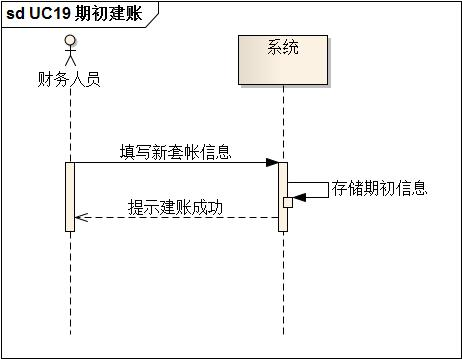 sd UC19 期初建账
财务人员
系统
填写新套帐信息
存储期初信息
提示建账成功